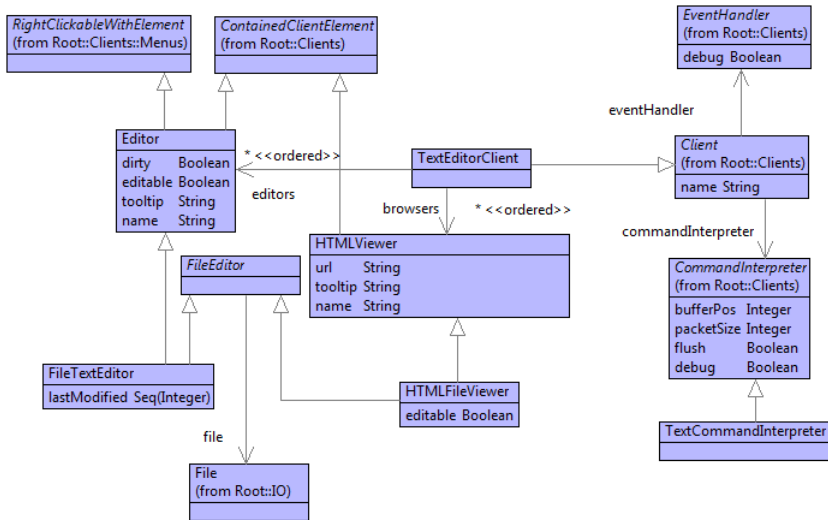 RightClickableWithElement
(from Root::Clients::Menus)
ContainedClientElement
(from Root::Clients)
EventHandler
(from Root::Clients)
debug Boolean
eventHandler
Editor
dirty Boolean
editable Boolean
tooltip String
name String
* <<ordered>>
editors
TextEditorClient
Client
(from Root::Clients)
name String
browsers
* <<ordered>>
commandInterpreter
HTMLViewer
url String
tooltip String
name String
FileEditor
CommandInterpreter
(from Root::Clients)
bufferPos Integer
packetSize Integer
flush Boolean
debug Boolean
FileTextEditor
lastModified Seq(Integer)
HTMLFileViewer
editable Boolean
TextCommandInterpreter
file
File
(from Root::IO)